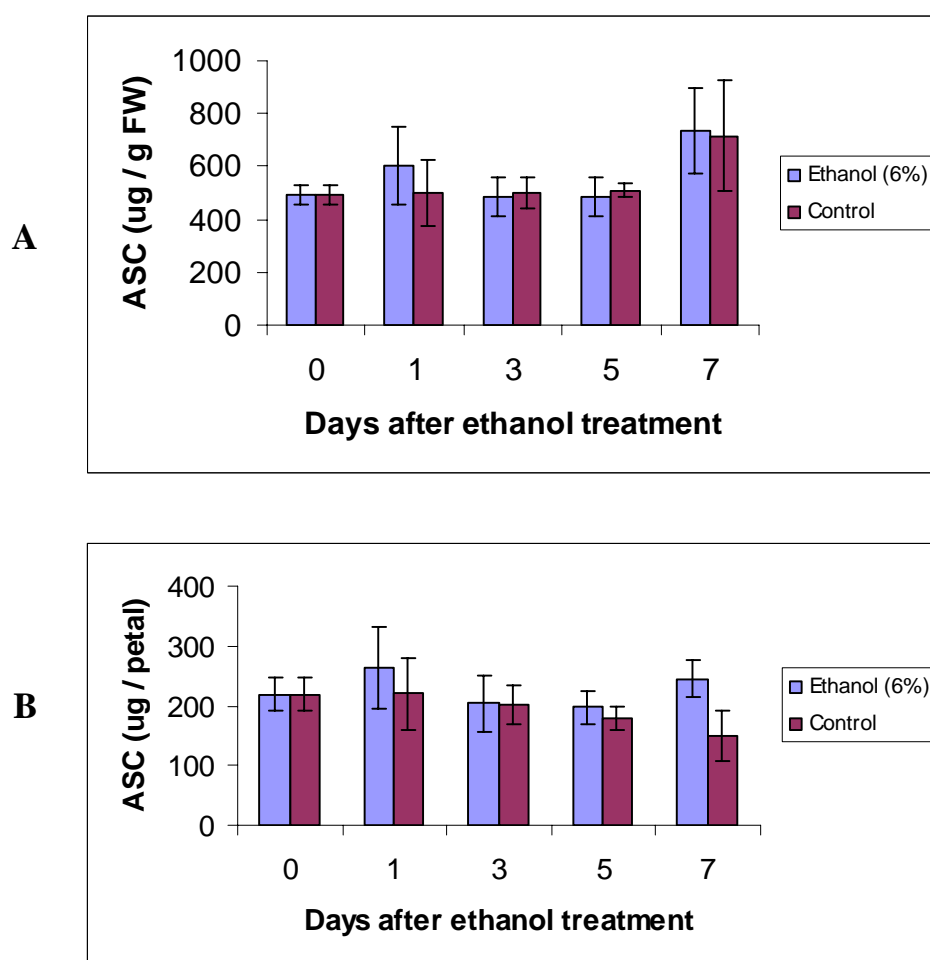 A
ASC (ug / g FW)
1000
800
600
400
200
0
0 1 3 5 7
Days after ethanol treatment
Ethanol (6%)
Control
B
ASC (ug / petal)
400
300
200
100
0
0 1 3 5 7
Days after ethanol treatment
Ethanol (6%)
Control